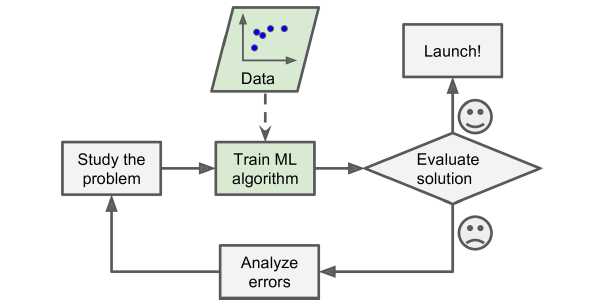 Data
Launch!
Study the
problem
Train ML
algorithm
Evaluate
solution
Analyze
errors